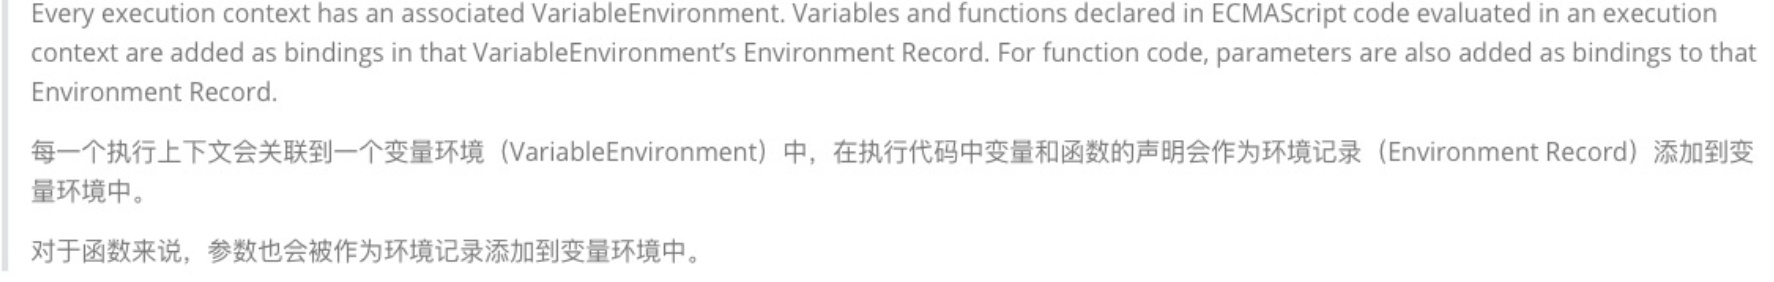 Every execution context has an associated VariableEnvironment. Variables and functions declared in ECMAScript code evaluated in an execution
context are added as bindings in that VariableEnvironment’s Environment Record. For function code, parameters are also added as bindings to that
Environment Record.
每一个执行上下文会关联到一个变量环境（VariableEnvironment）中，在执行代码中变量和函数的声明会作为环境记录（Environment Record）添加到变
量环境中。
对于函数来说，参数也会被作为环境记录添加到变量环境中。